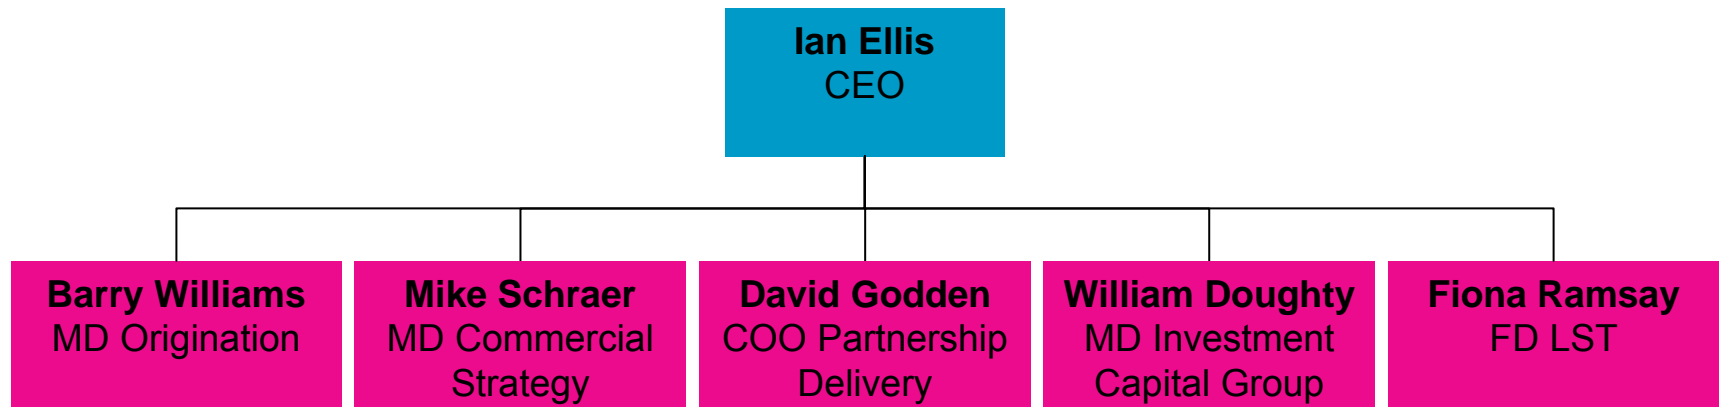 Ian Ellis
CEO
Barry Williams
MD Origination
Mike Schraer
MD Commercial
Strategy
David Godden
COO Partnership
Delivery
William Doughty
MD Investment
Capital Group
Fiona Ramsay
FD LST